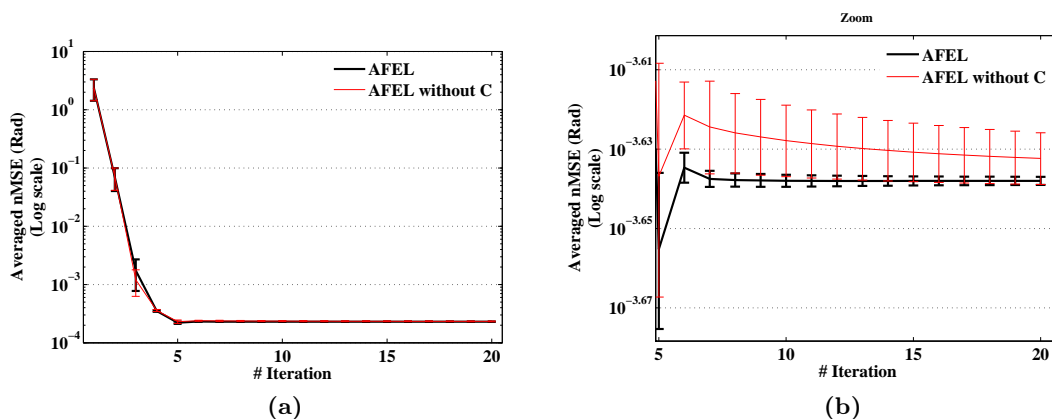 Averaged nMSE (Rad)
(Log scale)
10^1
10^0
10^−1
10^−2
10^−3
10^−4
AFEL
AFEL without C
5
10
15
20
# Iteration
(a)
Zoom
Averaged nMSE (Rad)
(Log scale)
10^−3.61
10^−3.63
10^−3.65
10^−3.67
AFEL
AFEL without C
5
10
15
20
# Iteration
(b)